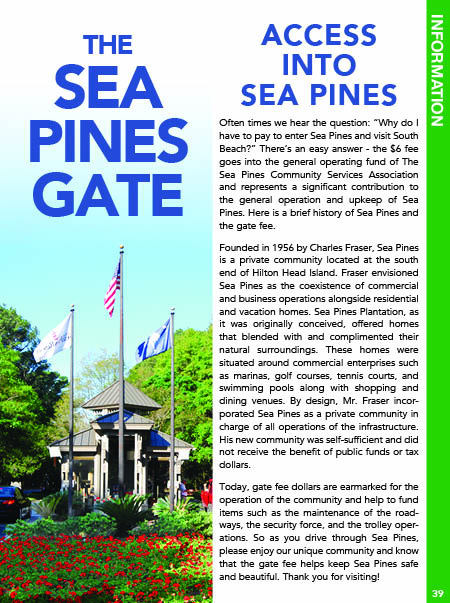 THE
SEA
PINES
GATE
ACCESS
INTO
SEA PINES
Often times we hear the question: "Why do I
have to pay to enter Sea Pines and visit South
Beach?" There's an easy answer - the $6 fee
goes into the general operating fund of The
Sea Pines Community Services Association
and represents a significant contribution to
the general operation and upkeep of Sea
Pines. Here is a brief history of Sea Pines and
the gate fee.
Founded in 1956 by Charles Fraser, Sea Pines
is a private community located at the south
end of Hilton Head Island. Fraser envisioned
Sea Pines as the coexistence of commercial
and business operations alongside residential
and vacation homes. Sea Pines Plantation, as
it was originally conceived, offered homes
that blended with and complimented their
natural surroundings. These homes were
situated around commercial enterprises such
as marinas, golf courses, tennis courts, and
swimming pools along with shopping and
dining venues. By design, Mr. Fraser incor-
porated Sea Pines as a private community in
charge of all operations of the infrastructure.
His new community was self-sufficient and did
not receive the benefit of public funds or tax
dollars.
Today, gate fee dollars are earmarked for the
operation of the community and help to fund
items such as the maintenance of the road-
ways, the security force, and the trolley oper-
ations. So as you drive through Sea Pines,
please enjoy our unique community and know
that the gate fee helps keep Sea Pines safe
and beautiful. Thank you for visiting!
INFORMATION
39